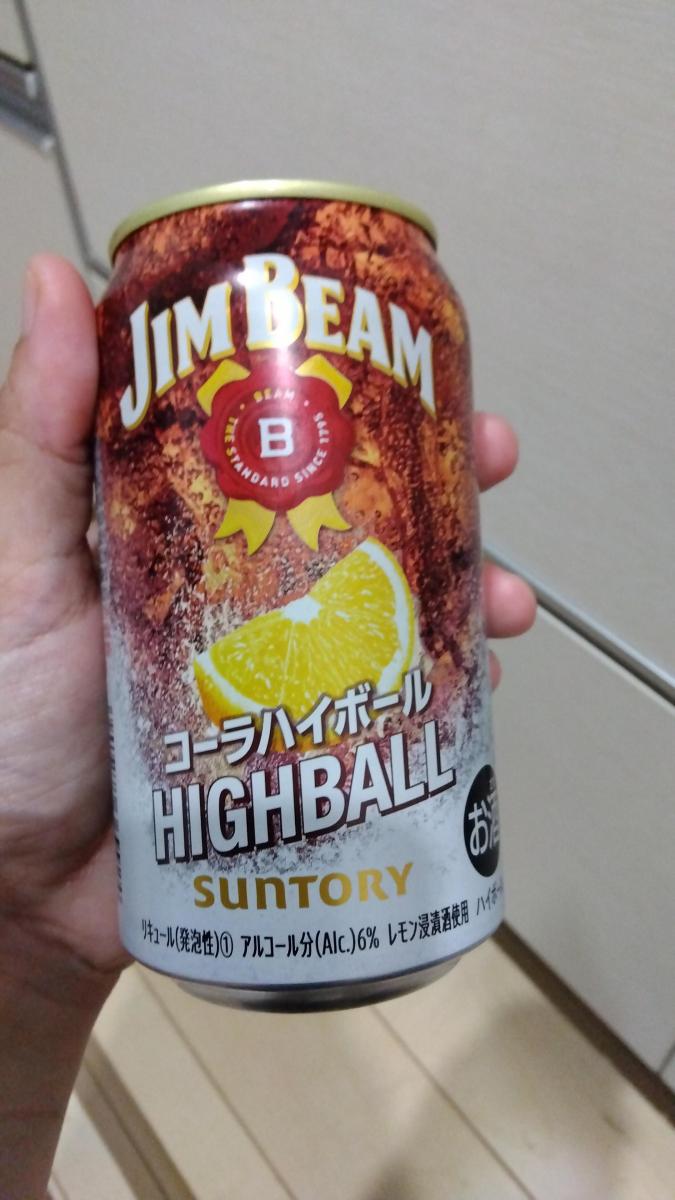 JIM BEAM
BEAM
THE STANDARD SINCE 1795
B
コーラハイボール
HIGHBALL
SUNTORY
お酒
リキュール(発泡性)① アルコール分(Alc.)6% レモン浸漬酒使用